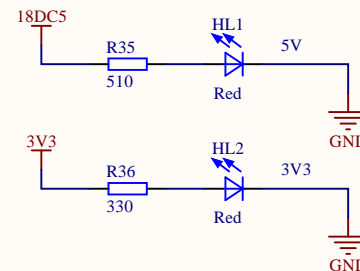 18DC5
HL1
R35
5V
510
Red
GND
3V3
HL2
R36
3V3
330
Red
GND